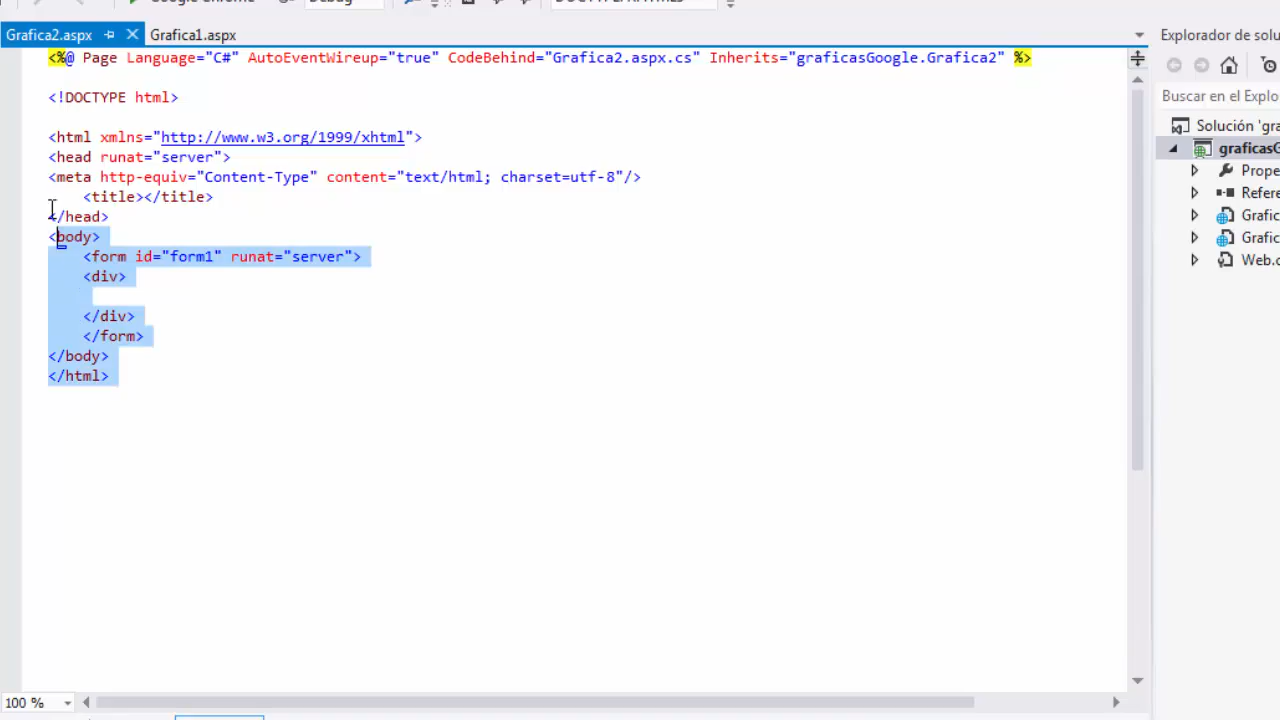 Grafica2.aspx
Grafica1.aspx
<%@ Page Language="C#" AutoEventWireup="true" CodeBehind="Grafica2.aspx.cs" Inherits="graficasGoogle.Grafica2" %>
<!DOCTYPE html>
<html xmlns="http://www.w3.org/1999/xhtml">
<head runat="server">
<meta http-equiv="Content-Type" content="text/html; charset=utf-8"/>
<title></title>
</head>
<body>
<form id="form1" runat="server">
<div>
</div>
</form>
</body>
</html>
100 %
Explorador de solu
Buscar en el Explo
Solución 'gra
graficasG
Prope
Refere
Grafic
Grafic
Web.c